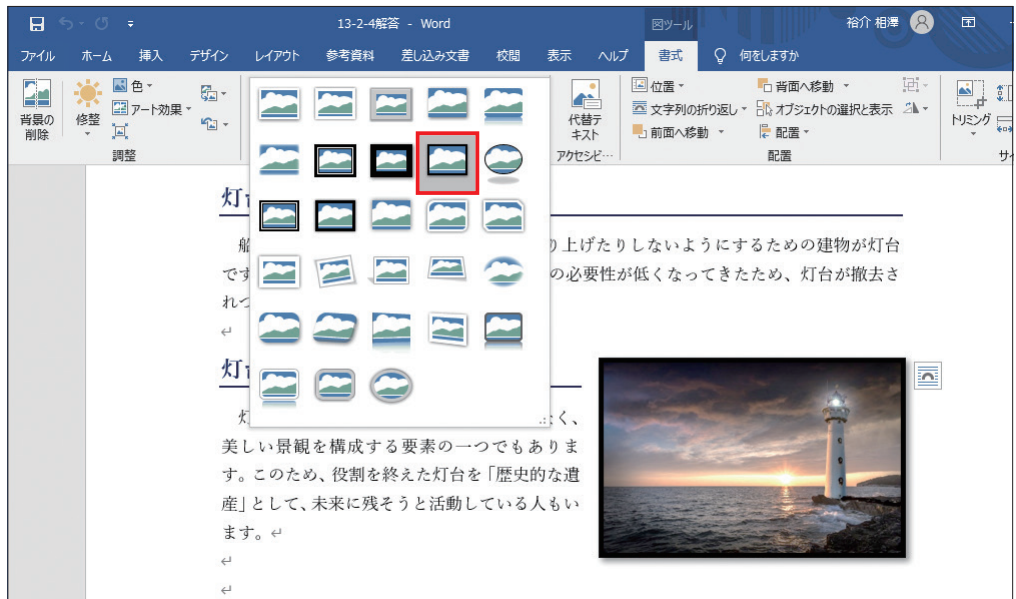 13-2-4解答 - Word
図ツール
裕介 相澤
ファイル ホーム 挿入 デザイン レイアウト 参考資料 差し込み文書 校閲 表示 ヘルプ 書式 何をしますか
背景の削除
修整
色
アート効果
調整
代替テキスト
アクセシビ…
位置
文字列の折り返し
前面へ移動
背面へ移動
オブジェクトの選択と表示
配置
配置
トリミング
サイ
灯
船
り上げたりしないようにするための建物が灯台
です
の必要性が低くなってきたため、灯台が撤去さ
れつ
↵
灯
灯
なく、
美しい景観を構成する要素の一つでもありま
す。このため、役割を終えた灯台を「歴史的な遺
産」として、未来に残そうと活動している人もい
ます。↵
↵
↵